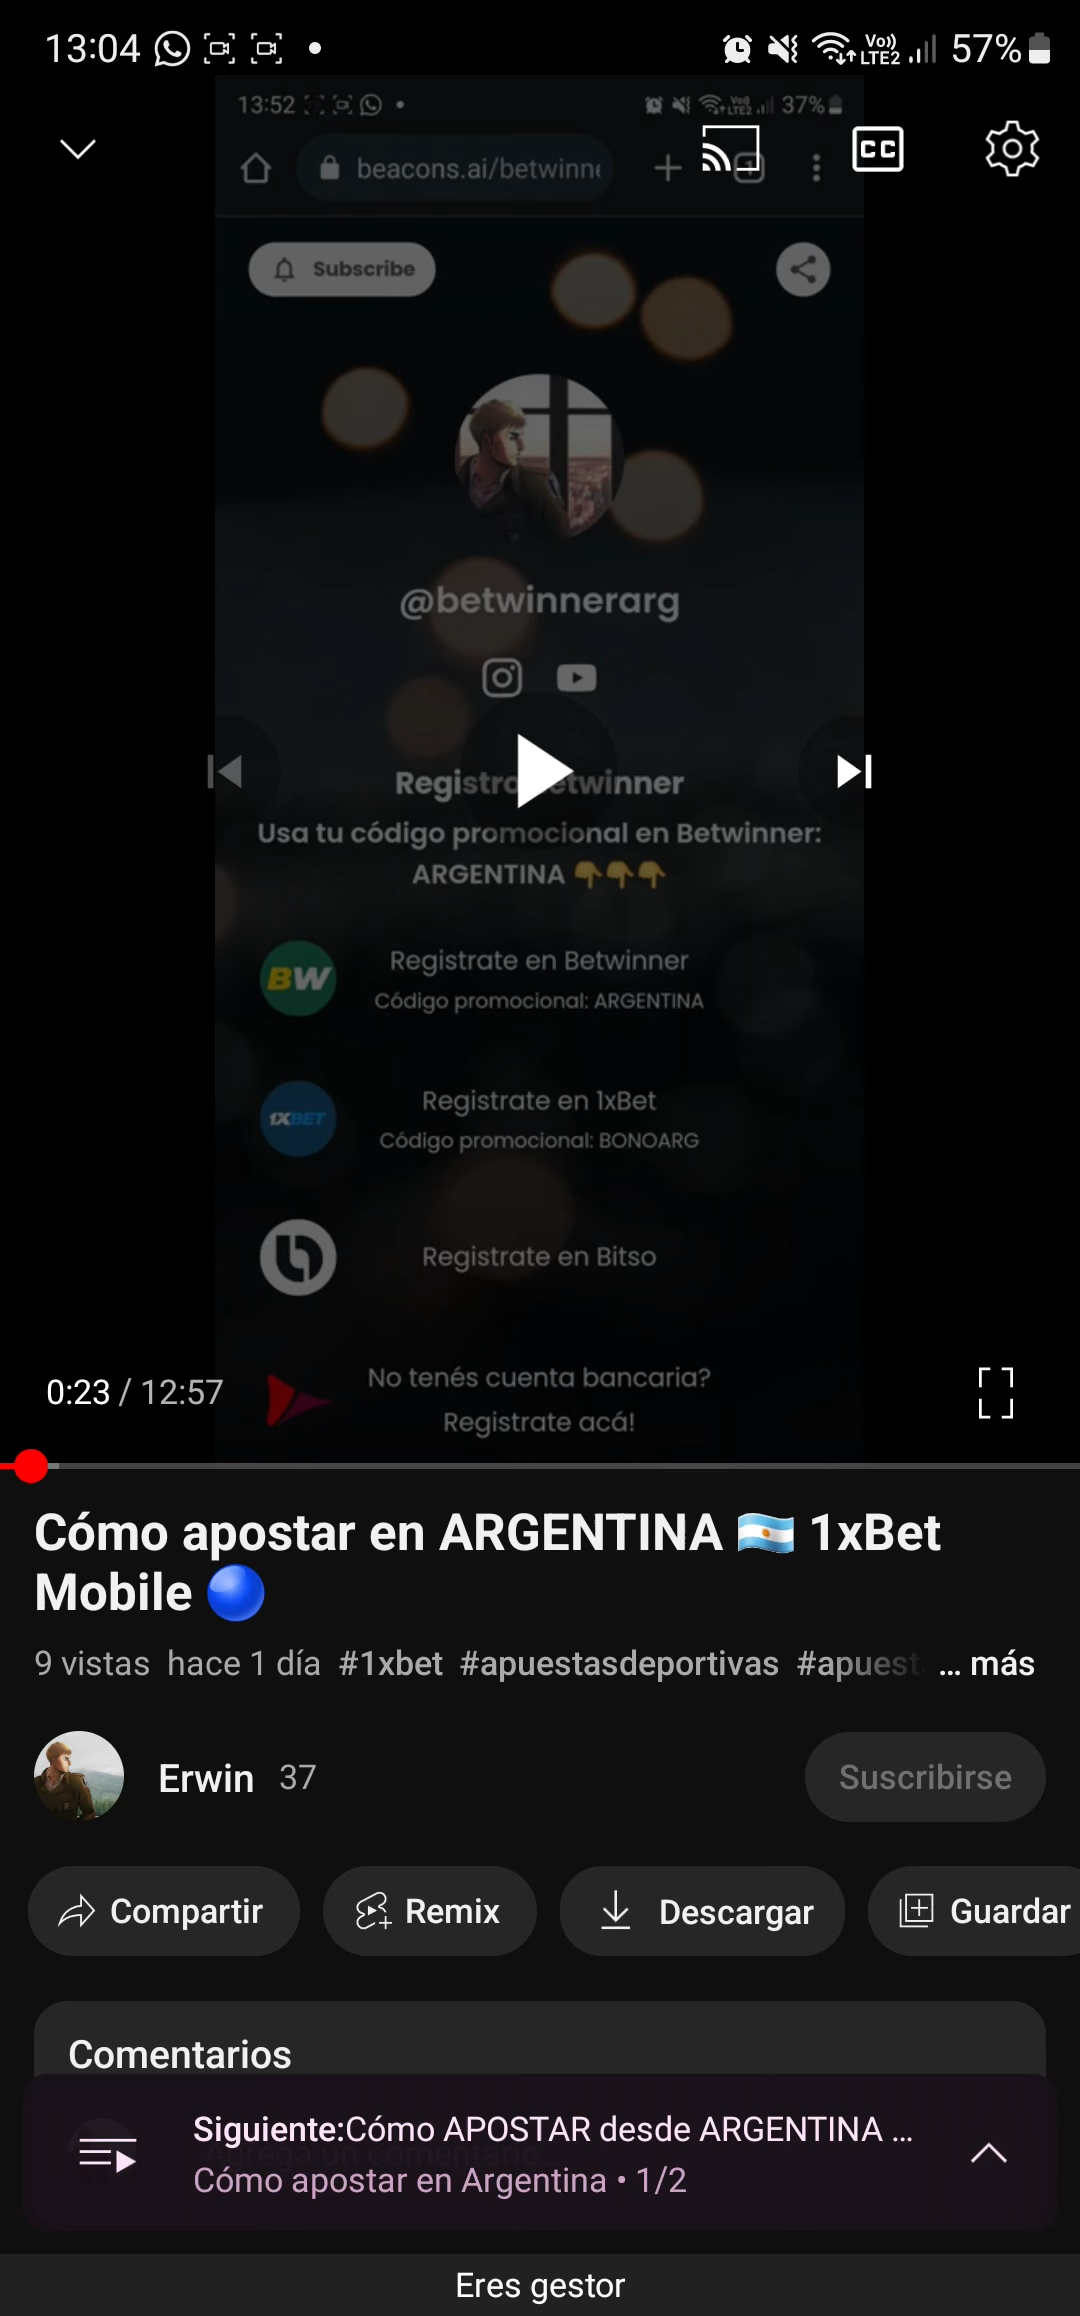 13:04
Vo))
LTE2
57%
13:52
37%
beacons.ai/betwinne
CC
Subscribe
@betwinnerarg
Usa tu código promocional en Betwinner:
ARGENTINA 👇👇👇
BW
Registrate en Betwinner
Código promocional: ARGENTINA
1XBET
Registrate en 1xBet
Código promocional: BONOARG
Registrate en Bitso
No tenés cuenta bancaria?
Registrate acá!
0:23 / 12:57
Cómo apostar en ARGENTINA 🇦🇷 1xBet
Mobile 🔵
9 vistas hace 1 día #1xbet #apuestasdeportivas #apuest ... más
Erwin 37
Suscribirse
Compartir
Remix
Descargar
Guardar
Comentarios
Siguiente:Cómo APOSTAR desde ARGENTINA ...
Cómo apostar en Argentina • 1/2
Eres gestor